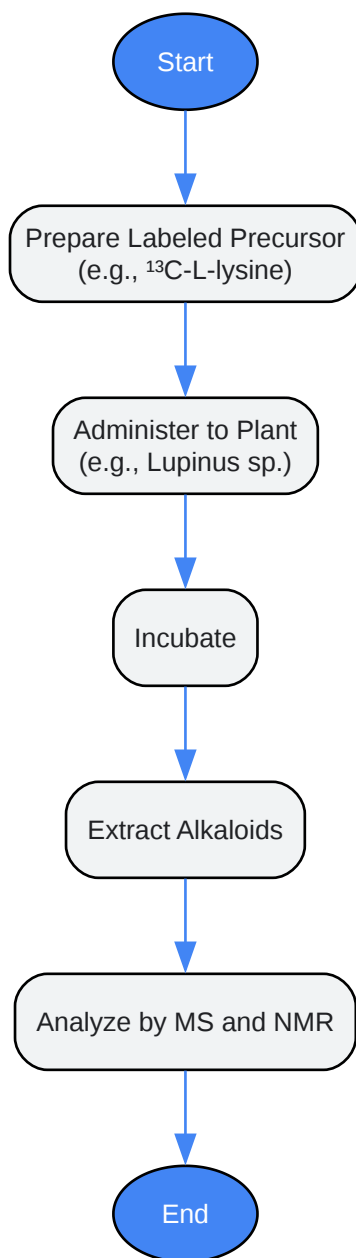 Start
Prepare Labeled Precursor
(e.g., ¹³C-L-lysine)
Administer to Plant
(e.g., Lupinus sp.)
Incubate
Extract Alkaloids
Analyze by MS and NMR
End